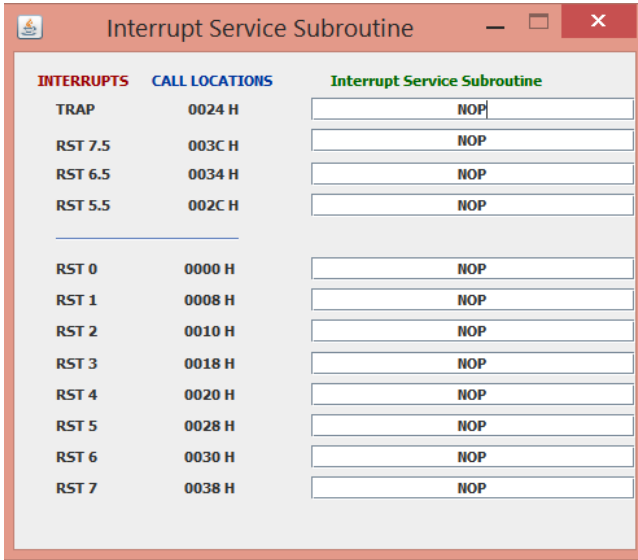 Interrupt Service Subroutine
INTERRUPTS CALL LOCATIONS Interrupt Service Subroutine
TRAP 0024 H NOP
RST 7.5 003C H NOP
RST 6.5 0034 H NOP
RST 5.5 002C H NOP
RST 0 0000 H NOP
RST 1 0008 H NOP
RST 2 0010 H NOP
RST 3 0018 H NOP
RST 4 0020 H NOP
RST 5 0028 H NOP
RST 6 0030 H NOP
RST 7 0038 H NOP